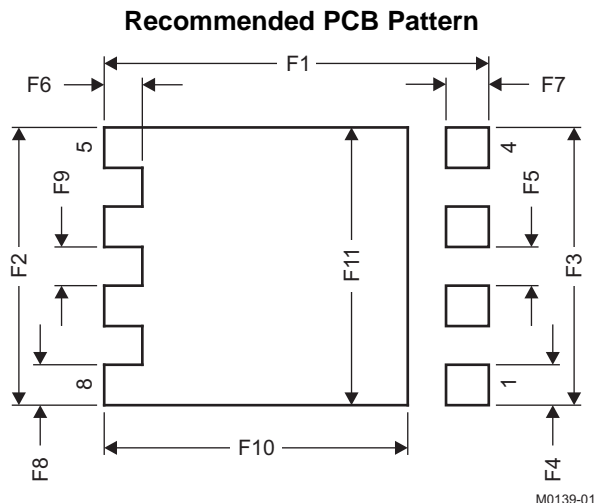 Recommended PCB Pattern
F1
F6
F7
5
4
F9
F5
F2
F11
F3
8
1
F10
F8
F4
M0139-01